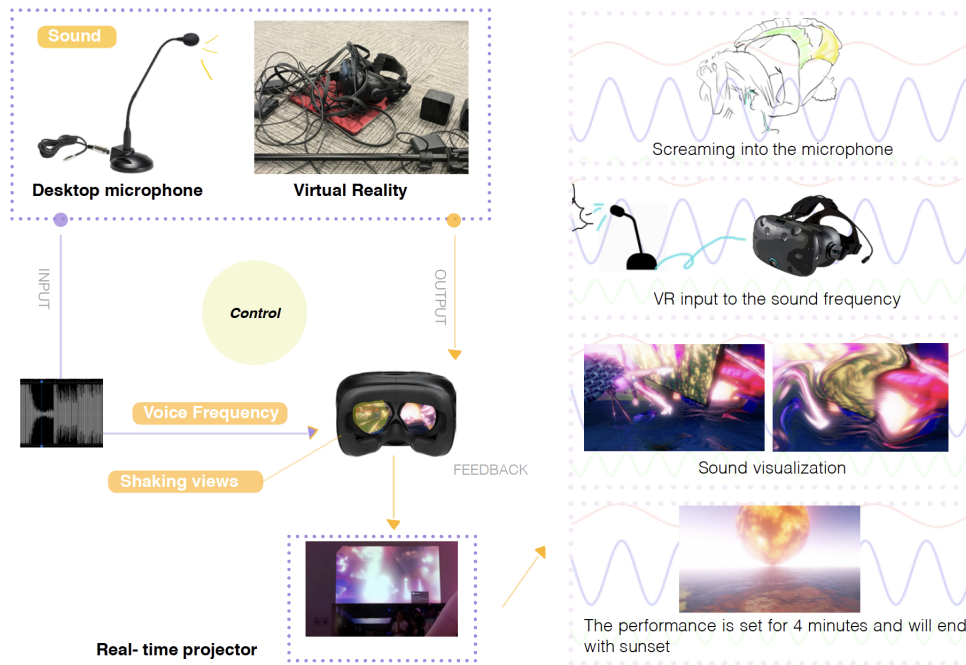 Sound
Desktop microphone
Virtual Reality
INPUT
Control
OUTPUT
Voice Frequency
Shaking views
FEEDBACK
Real- time projector
Screaming into the microphone
VR input to the sound frequency
Sound visualization
The performance is set for 4 minutes and will end
with sunset